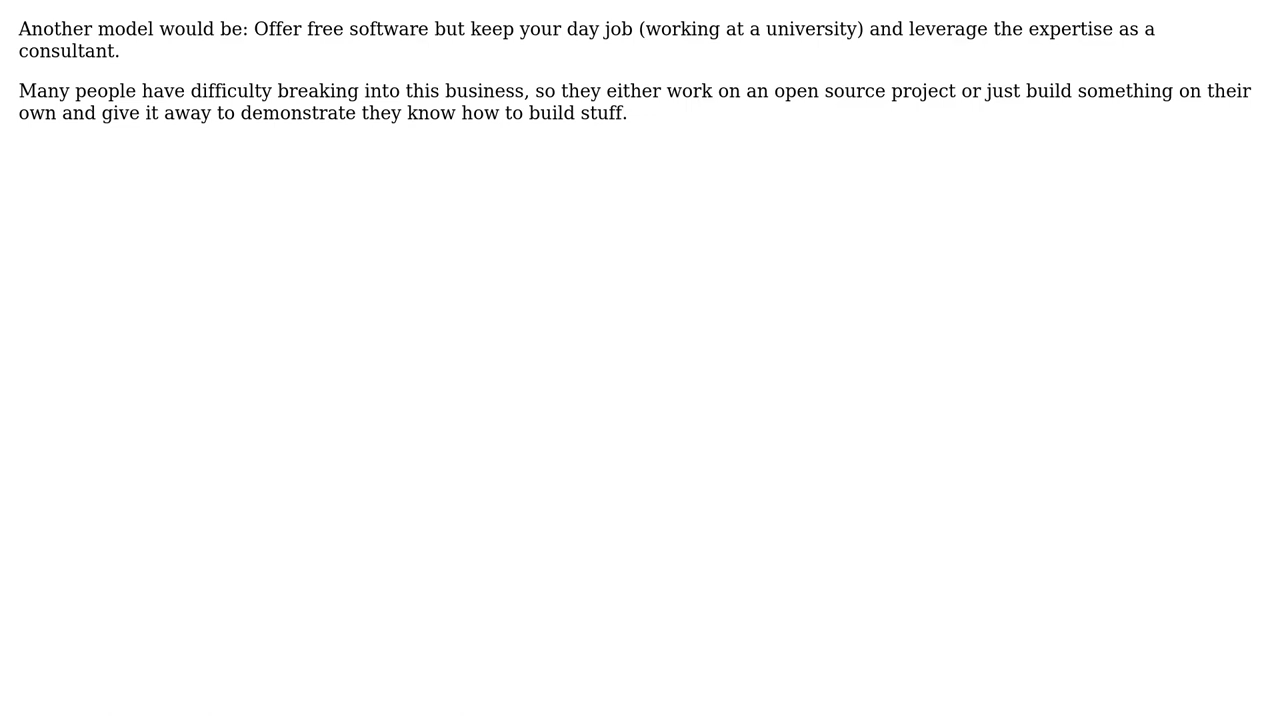 Another model would be: Offer free software but keep your day job (working at a university) and leverage the expertise as a
consultant.
Many people have difficulty breaking into this business, so they either work on an open source project or just build something on their
own and give it away to demonstrate they know how to build stuff.